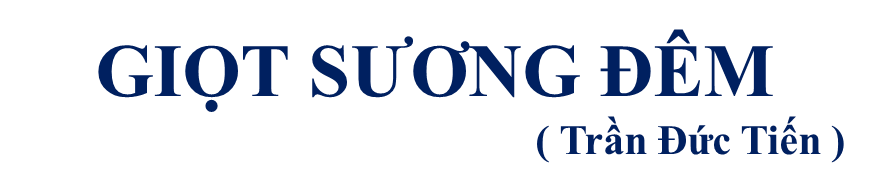 GIỌT SƯƠNG ĐÊM
( Trần Đức Tiến )